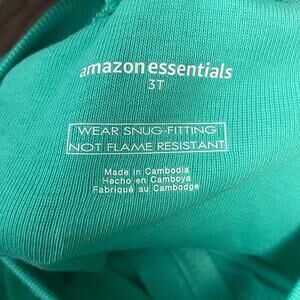 amazon essentials
3T
WEAR SNUG-FITTING
NOT FLAME RESISTANT
Made in Cambodia
Hecho en Camboya
Fabriqué au Cambodge